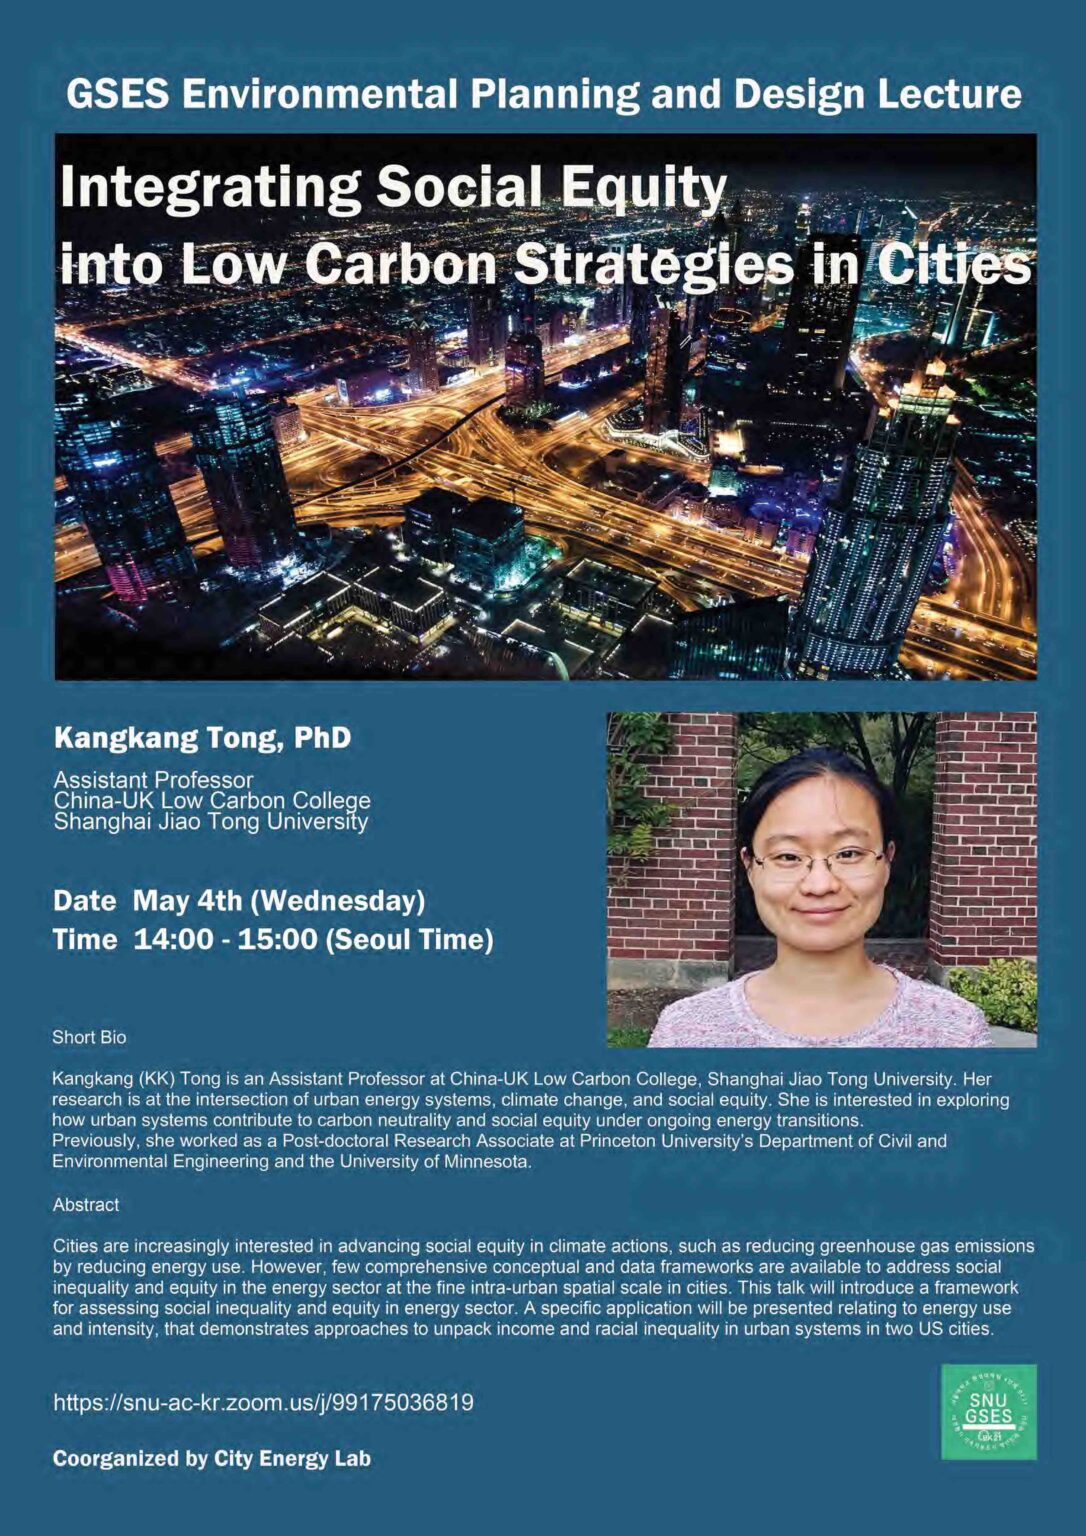 GSES Environmental Planning and Design Lecture
Integrating Social Equity
into Low Carbon Strategies in Cities
Kangkang Tong, PhD
Assistant Professor
China-UK Low Carbon College
Shanghai Jiao Tong University
Date May 4th (Wednesday)
Time 14:00 - 15:00 (Seoul Time)
Short Bio
Kangkang (KK) Tong is an Assistant Professor at China-UK Low Carbon College, Shanghai Jiao Tong University. Her
research is at the intersection of urban energy systems, climate change, and social equity. She is interested in exploring
how urban systems contribute to carbon neutrality and social equity under ongoing energy transitions.
Previously, she worked as a Post-doctoral Research Associate at Princeton University's Department of Civil and
Environmental Engineering and the University of Minnesota.
Abstract
Cities are increasingly interested in advancing social equity in climate actions, such as reducing greenhouse gas emissions
by reducing energy use. However, few comprehensive conceptual and data frameworks are available to address social
inequality and equity in the energy sector at the fine intra-urban spatial scale in cities. This talk will introduce a framework
for assessing social inequality and equity in energy sector. A specific application will be presented relating to energy use
and intensity, that demonstrates approaches to unpack income and racial inequality in urban systems in two US cities.
https://snu-ac-kr.zoom.us/j/99175036819
SNU
GSES
BK21
Coorganized by City Energy Lab